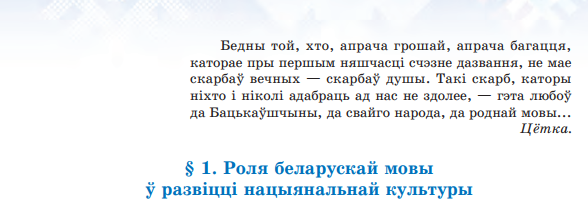 Бедны той, хто, апрача грошай, апрача багацця,
каторае пры першым няшчасці счэзне дазвання, не мае
скарбаў вечных — скарбаў душы. Такі скарб, каторы
ніхто і ніколі адабраць ад нас не здолее, — гэта любоў
да Бацькаўшчыны, да свайго народа, да роднай мовы...
Цётка.
§ 1. Роля беларускай мовы
ў развіцці нацыянальнай культуры